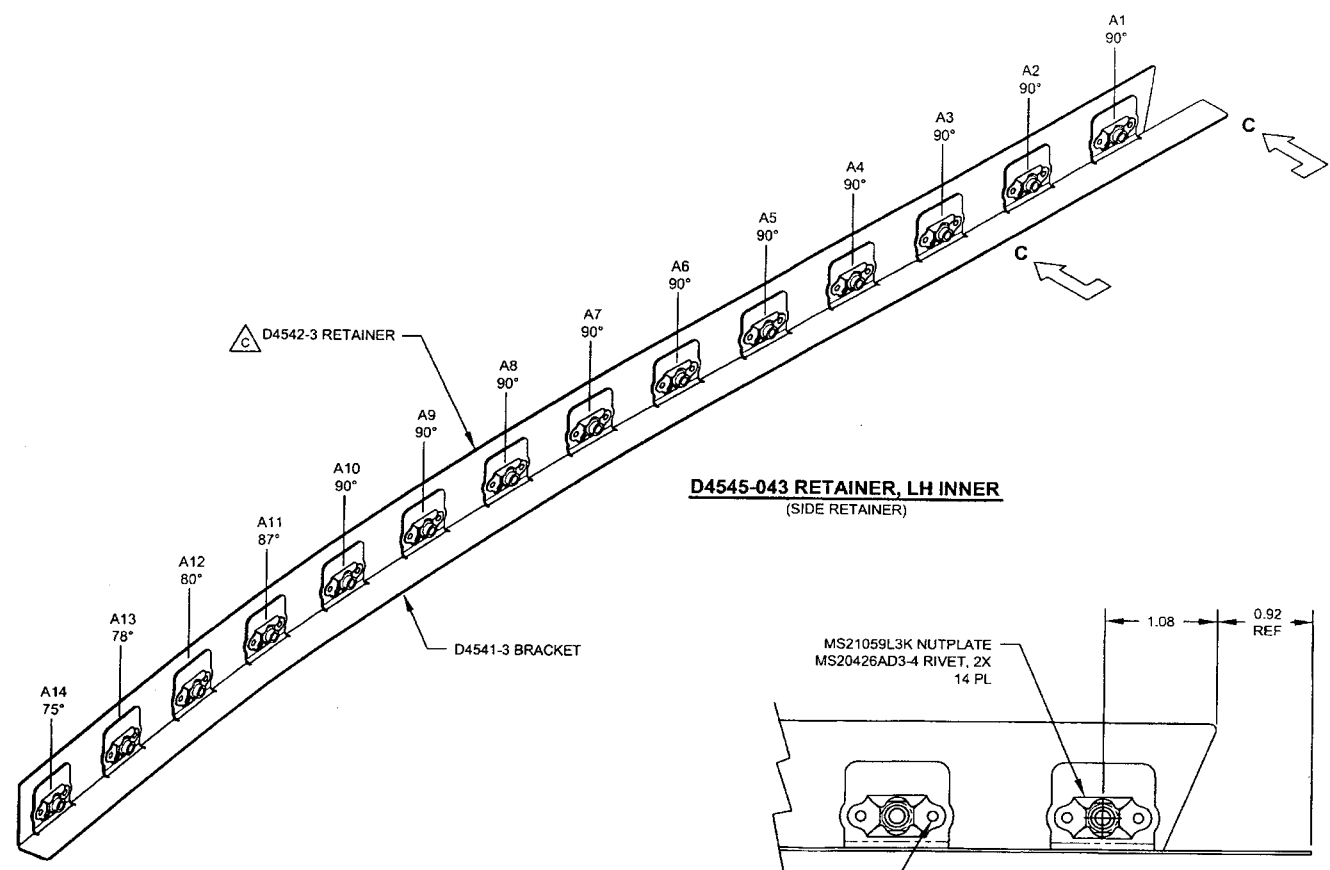 A1
90°
A2
90°
A3
90°
A4
90°
A5
90°
A6
90°
A7
90°
A8
90°
A9
90°
A10
90°
A11
87°
A12
80°
A13
78°
A14
75°
C
C
C D4542-3 RETAINER
D4545-043 RETAINER, LH INNER
(SIDE RETAINER)
D4541-3 BRACKET
MS21059L3K NUTPLATE
MS20426AD3-4 RIVET, 2X
14 PL
1.08
0.92
REF